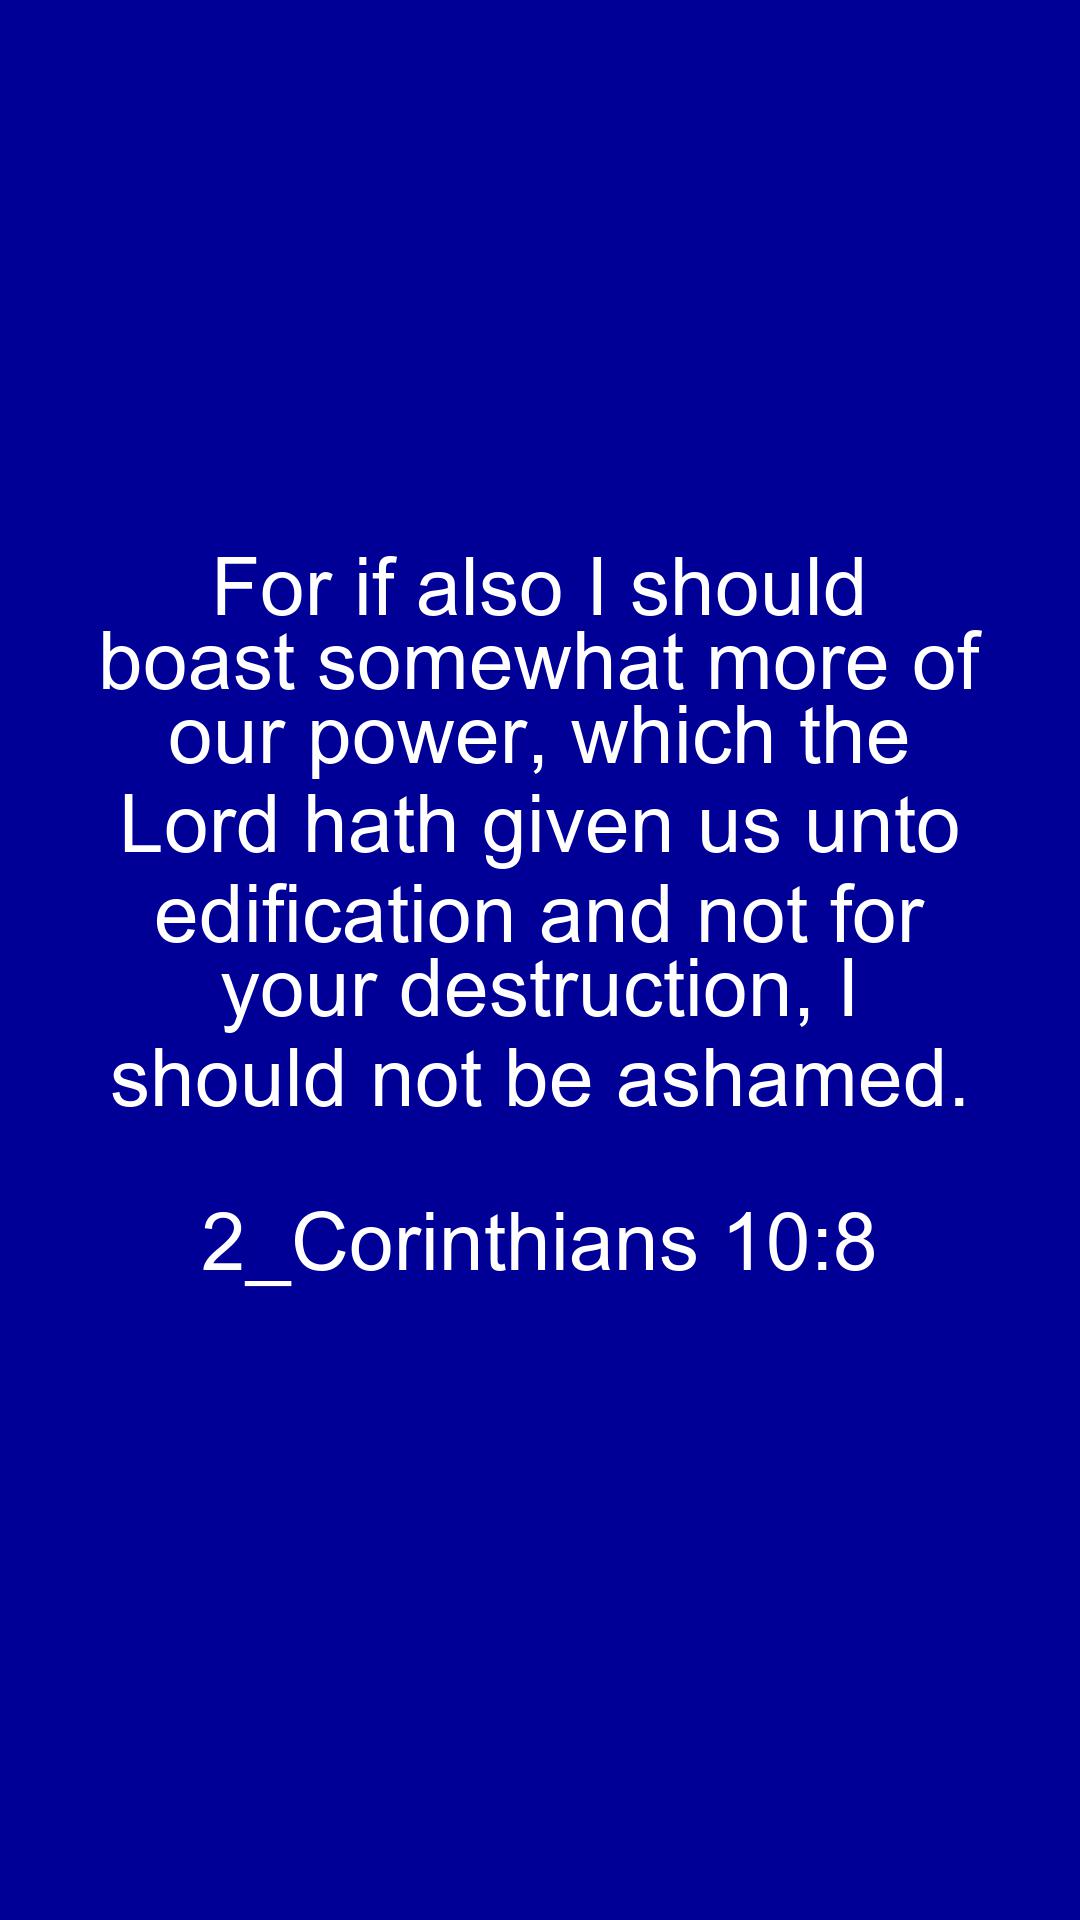 For if also I should
boast somewhat more of
our power, which the
Lord hath given us unto
edification and not for
your destruction, I
should not be ashamed.
2_Corinthians 10:8